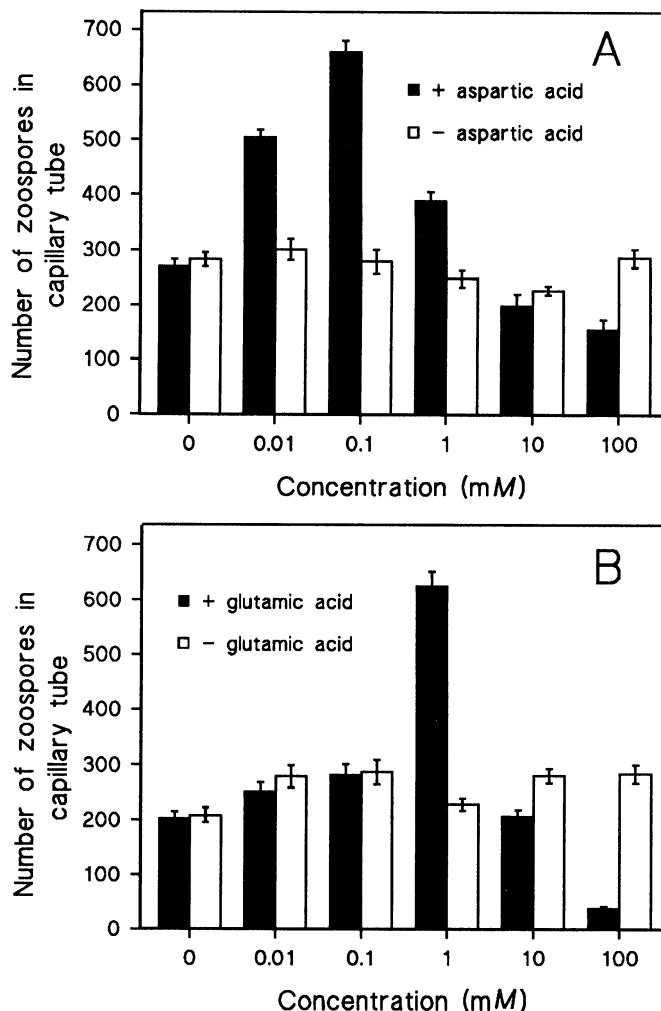 A
700
600
500
400
300
200
100
0
Number of zoospores in
capillary tube
+ aspartic acid
− aspartic acid
0 0.01 0.1 1 10 100
Concentration (mM)
B
700
600
500
400
300
200
100
0
Number of zoospores in
capillary tube
+ glutamic acid
− glutamic acid
0 0.01 0.1 1 10 100
Concentration (mM)